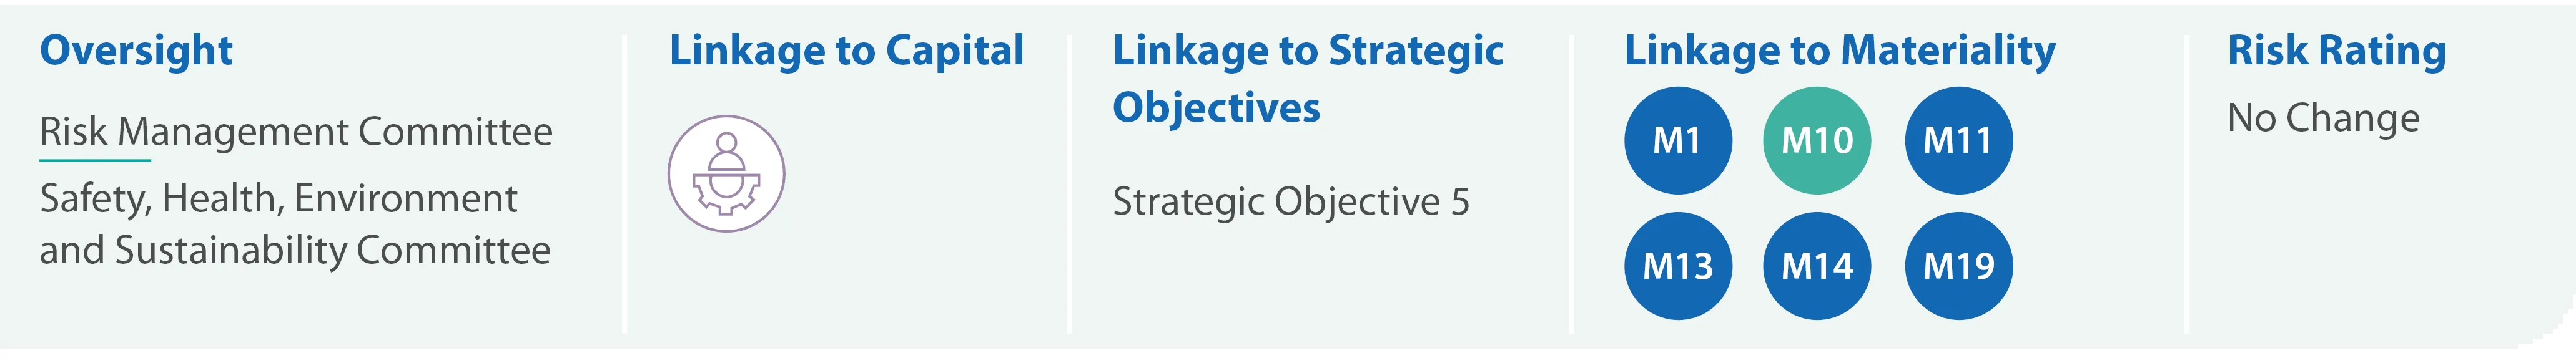 Oversight
Risk Management Committee
Safety, Health, Environment
and Sustainability Committee
Linkage to Capital
Linkage to Strategic
Objectives
Strategic Objective 5
Linkage to Materiality
M1 M10 M11
M13 M14 M19
Risk Rating
No Change